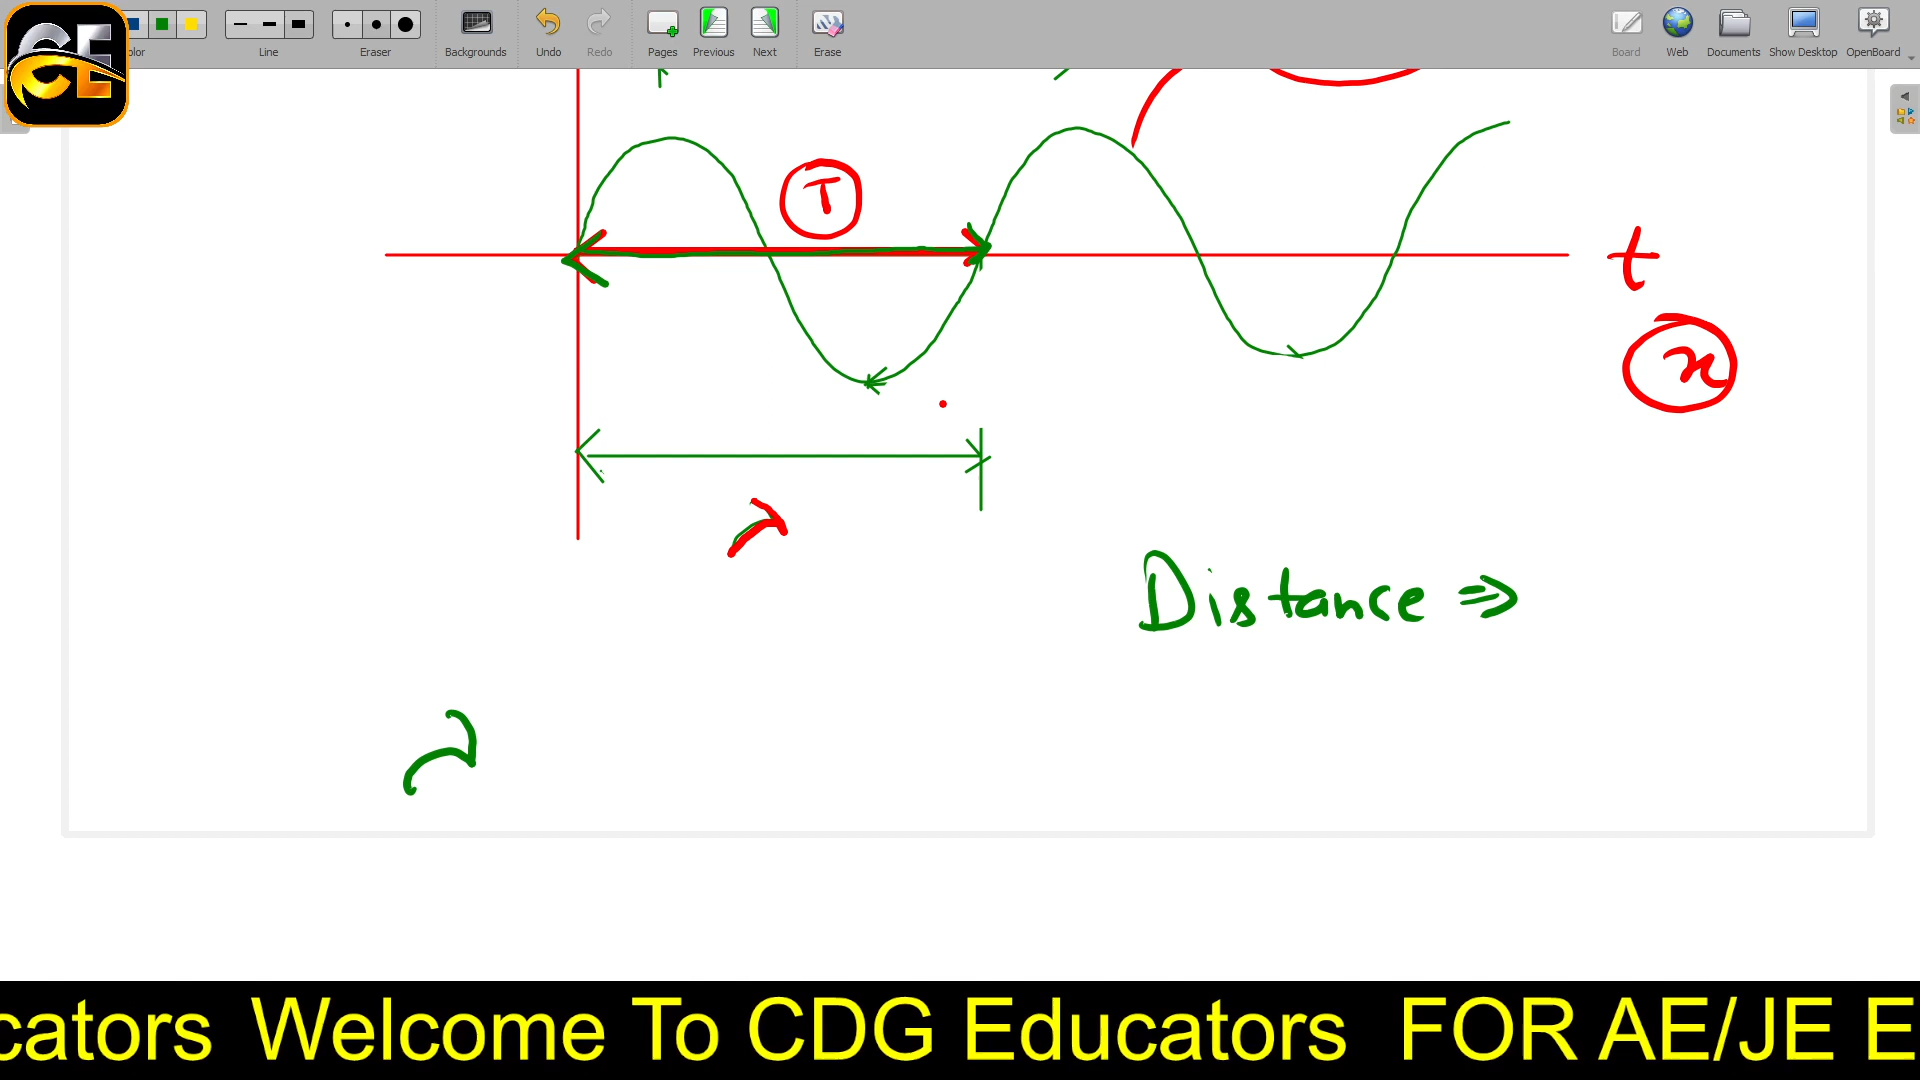 CE
Color Line Eraser Backgrounds Undo Redo Pages Previous Next Erase Board Web Documents Show Desktop OpenBoard
T
t
x
λ
Distance ⇒
λ
cators Welcome To CDG Educators FOR AE/JE E